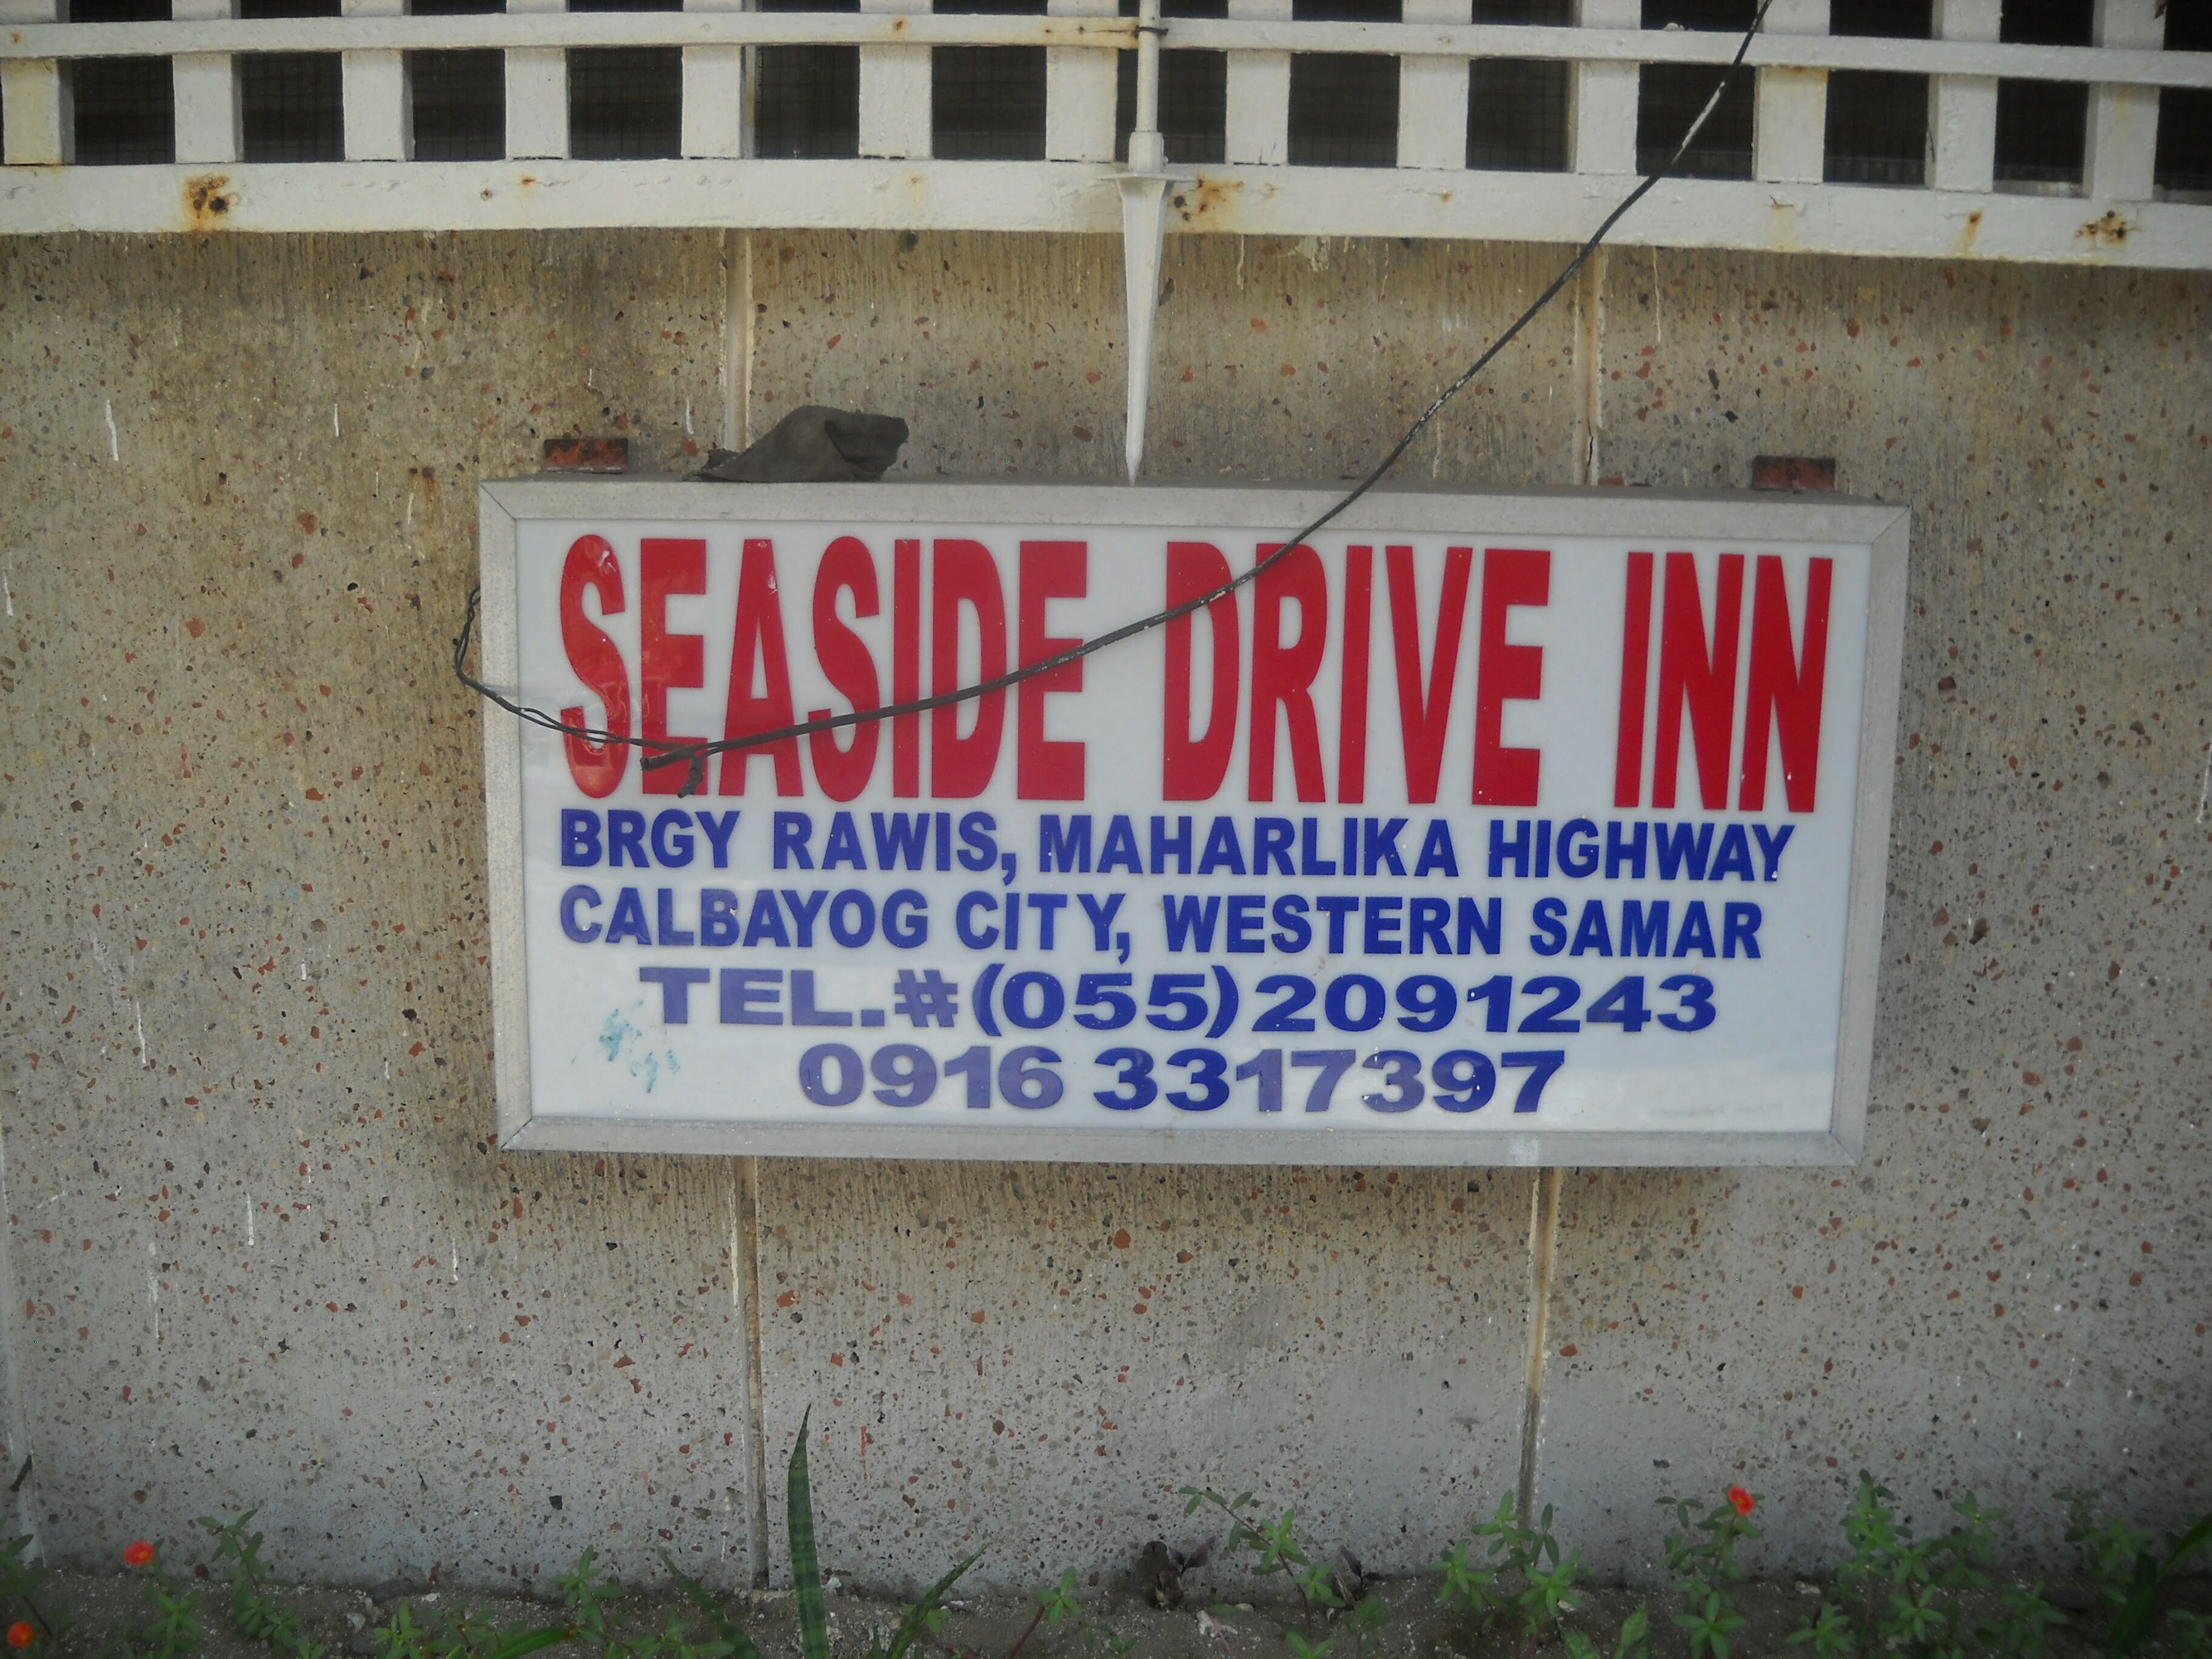 SEASIDE DRIVE INN
BRGY RAWIS, MAHARLIKA HIGHWAY
CALBAYOG CITY, WESTERN SAMAR
TEL.#(055)2091243
0916 3317397